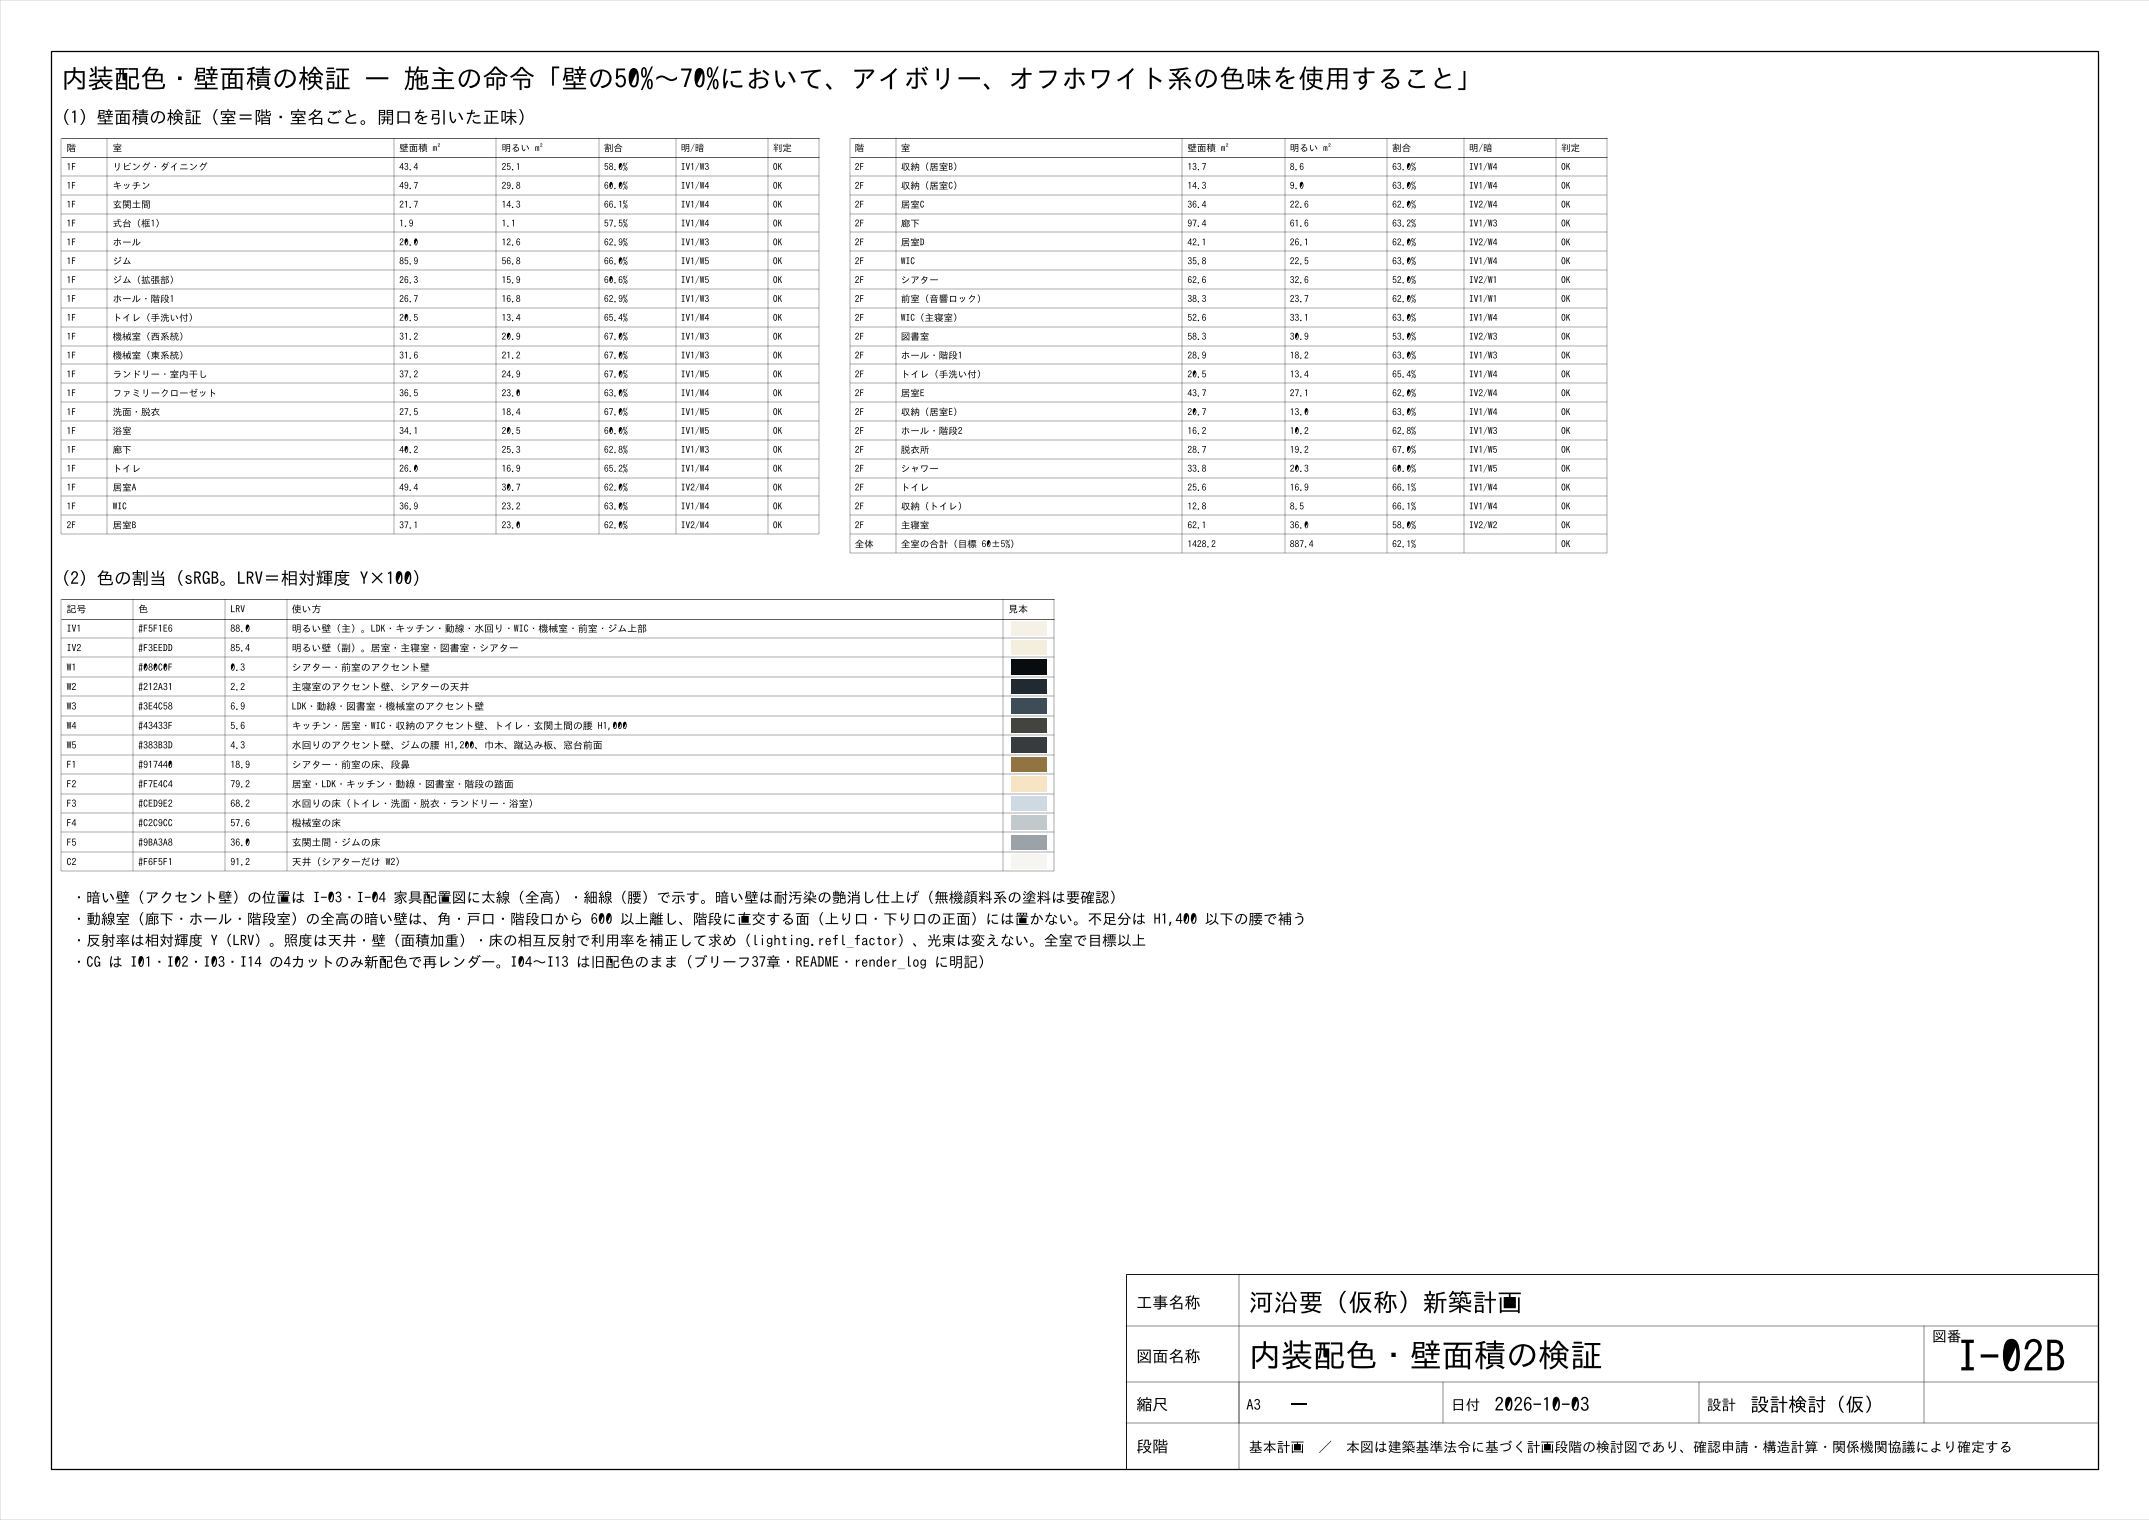 内装配色・壁面積の検証 ― 施主の命令「壁の50%～70%において、アイボリー、オフホワイト系の色味を使用すること」
(1) 壁面積の検証（室＝階・室名ごと。開口を引いた正味）
階 室 壁面積 ㎡ 明るい ㎡ 割合 明/暗 判定
1F リビング・ダイニング 43.4 25.1 58.0% IV1/W3 OK
1F キッチン 49.7 29.8 60.0% IV1/W4 OK
1F 玄関土間 21.7 14.3 66.1% IV1/W4 OK
1F 式台（框1） 1.9 1.1 57.5% IV1/W4 OK
1F ホール 20.0 12.6 62.9% IV1/W3 OK
1F ジム 85.9 56.8 66.0% IV1/W5 OK
1F ジム（拡張部） 26.3 15.9 60.6% IV1/W5 OK
1F ホール・階段1 26.7 16.8 62.9% IV1/W3 OK
1F トイレ（手洗い付） 20.5 13.4 65.4% IV1/W4 OK
1F 機械室（西系統） 31.2 20.9 67.0% IV1/W3 OK
1F 機械室（東系統） 31.6 21.2 67.0% IV1/W3 OK
1F ランドリー・室内干し 37.2 24.9 67.0% IV1/W5 OK
1F ファミリークローゼット 36.5 23.0 63.0% IV1/W4 OK
1F 洗面・脱衣 27.5 18.4 67.0% IV1/W5 OK
1F 浴室 34.1 20.5 60.0% IV1/W5 OK
1F 廊下 40.2 25.3 62.8% IV1/W3 OK
1F トイレ 26.0 16.9 65.2% IV1/W4 OK
1F 居室A 49.4 30.7 62.0% IV2/W4 OK
1F WIC 36.9 23.2 63.0% IV1/W4 OK
2F 居室B 37.1 23.0 62.0% IV2/W4 OK
階 室 壁面積 ㎡ 明るい ㎡ 割合 明/暗 判定
2F 収納（居室B） 13.7 8.6 63.0% IV1/W4 OK
2F 収納（居室C） 14.3 9.0 63.0% IV1/W4 OK
2F 居室C 36.4 22.6 62.0% IV2/W4 OK
2F 廊下 97.4 61.6 63.2% IV1/W3 OK
2F 居室D 42.1 26.1 62.0% IV2/W4 OK
2F WIC 35.8 22.5 63.0% IV1/W4 OK
2F シアター 62.6 32.6 52.0% IV2/W1 OK
2F 前室（音響ロック） 38.3 23.7 62.0% IV1/W1 OK
2F WIC（主寝室） 52.6 33.1 63.0% IV1/W4 OK
2F 図書室 58.3 30.9 53.0% IV2/W3 OK
2F ホール・階段1 28.9 18.2 63.0% IV1/W3 OK
2F トイレ（手洗い付） 20.5 13.4 65.4% IV1/W4 OK
2F 居室E 43.7 27.1 62.0% IV2/W4 OK
2F 収納（居室E） 20.7 13.0 63.0% IV1/W4 OK
2F ホール・階段2 16.2 10.2 62.8% IV1/W3 OK
2F 脱衣所 28.7 19.2 67.0% IV1/W5 OK
2F シャワー 33.8 20.3 60.0% IV1/W5 OK
2F トイレ 25.6 16.9 66.1% IV1/W4 OK
2F 収納（トイレ） 12.8 8.5 66.1% IV1/W4 OK
2F 主寝室 62.1 36.0 58.0% IV2/W2 OK
全体 全室の合計（目標 60±5%） 1428.2 887.4 62.1% OK
(2) 色の割当（sRGB。LRV＝相対輝度 Y×100）
記号 色 LRV 使い方 見本
IV1 #F5F1E6 88.0 明るい壁（主）。LDK・キッチン・動線・水回り・WIC・機械室・前室・ジム上部
IV2 #F3EEDD 85.4 明るい壁（副）。居室・主寝室・図書室・シアター
W1 #080C0F 0.3 シアター・前室のアクセント壁
W2 #212A31 2.2 主寝室のアクセント壁、シアターの天井
W3 #3E4C58 6.9 LDK・動線・図書室・機械室のアクセント壁
W4 #43433F 5.6 キッチン・居室・WIC・収納のアクセント壁、トイレ・玄関土間の腰 H1,000
W5 #383B3D 4.3 水回りのアクセント壁、ジムの腰 H1,200、巾木、蹴込み板、窓台前面
F1 #917440 18.9 シアター・前室の床、段鼻
F2 #F7E4C4 79.2 居室・LDK・キッチン・動線・図書室・階段の踏面
F3 #CED9E2 68.2 水回りの床（トイレ・洗面・脱衣・ランドリー・浴室）
F4 #C2C9CC 57.6 機械室の床
F5 #9BA3A8 36.0 玄関土間・ジムの床
C2 #F6F5F1 91.2 天井（シアターだけ W2）
・暗い壁（アクセント壁）の位置は I-03・I-04 家具配置図に太線（全高）・細線（腰）で示す。暗い壁は耐汚染の艶消し仕上げ（無機顔料系の塗料は要確認）
・動線室（廊下・ホール・階段室）の全高の暗い壁は、角・戸口・階段口から 600 以上離し、階段に直交する面（上り口・下り口の正面）には置かない。不足分は H1,400 以下の腰で補う
・反射率は相対輝度 Y（LRV）。照度は天井・壁（面積加重）・床の相互反射で利用率を補正して求め（lighting.refl_factor）、光束は変えない。全室で目標以上
・CG は I01・I02・I03・I14 の4カットのみ新配色で再レンダー。I04～I13 は旧配色のまま（ブリーフ37章・README・render_log に明記）
工事名称 河沿要（仮称）新築計画
図面名称 内装配色・壁面積の検証 図番 I-02B
縮尺 A3 ― 日付 2026-10-03 設計 設計検討（仮）
段階 基本計画 ／ 本図は建築基準法令に基づく計画段階の検討図であり、確認申請・構造計算・関係機関協議により確定する